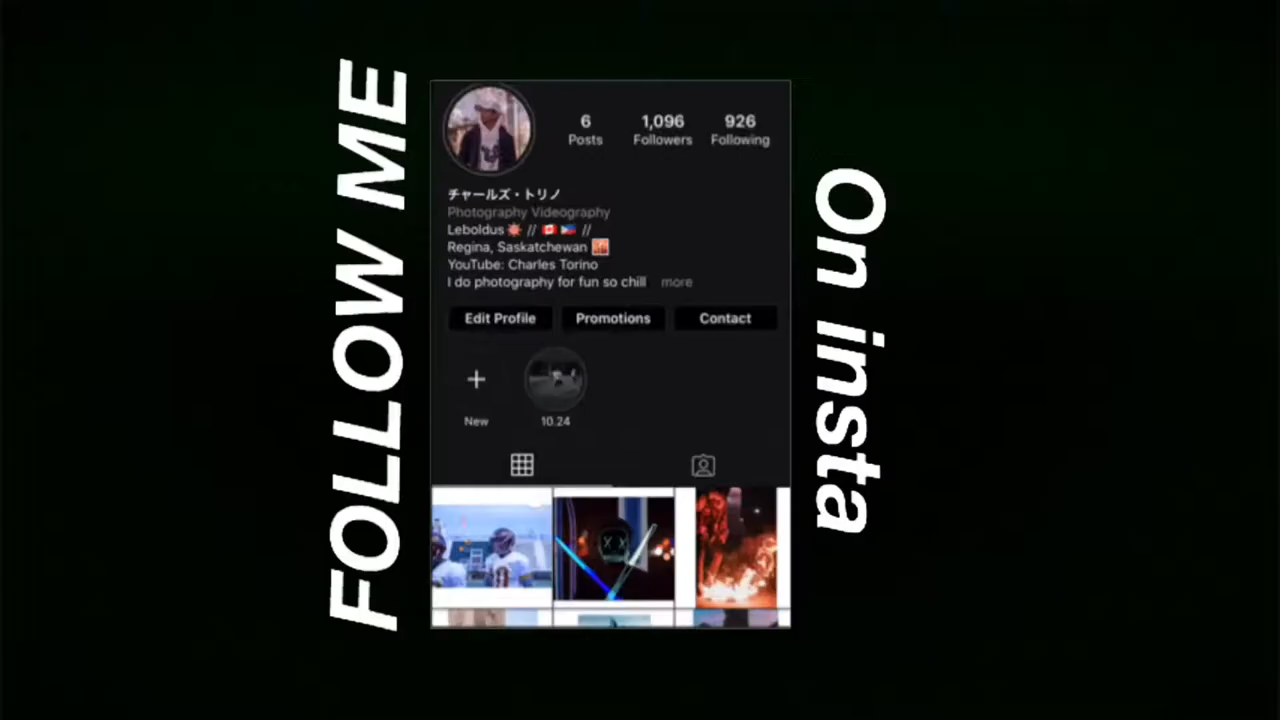 FOLLOW ME
6 1,096 926
Posts Followers Following
チャールズ・トリノ
Photography Videography
Leboldus // 🇨🇦 🇵🇭 //
Regina, Saskatchewan
YouTube: Charles Torino
I do photography for fun so chill more
Edit Profile Promotions Contact
New 10.24
On insta